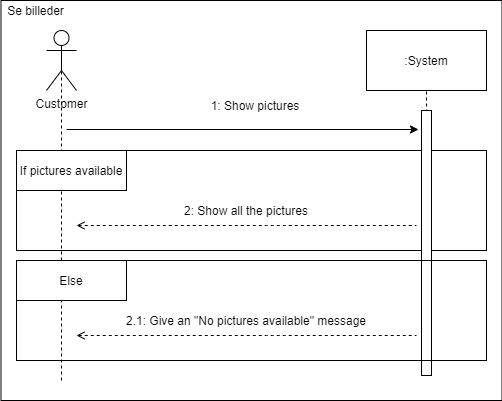 Se billeder
:System
Customer
1: Show pictures
If pictures available
2: Show all the pictures
Else
2.1: Give an "No pictures available" message